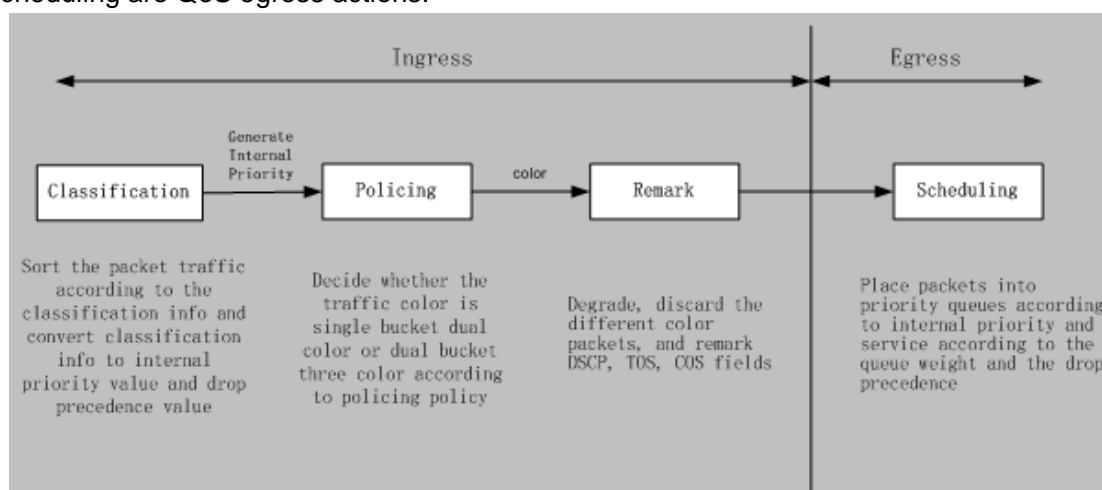 scheduling are QoS egress actions.
Ingress
Egress
Generate
Internal
Priority
color
Classification
Policing
Remark
Scheduling
Sort the packet traffic
according to the
classification info and
convert classification
info to internal
priority value and drop
precedence value
Decide whether the
traffic color is
single bucket dual
color or dual bucket
three color according
to policing policy
Degrade, discard the
different color
packets, and remark
DSCP, TOS, COS fields
Place packets into
priority queues according
to internal priority and
service according to the
queue weight and the drop
precedence